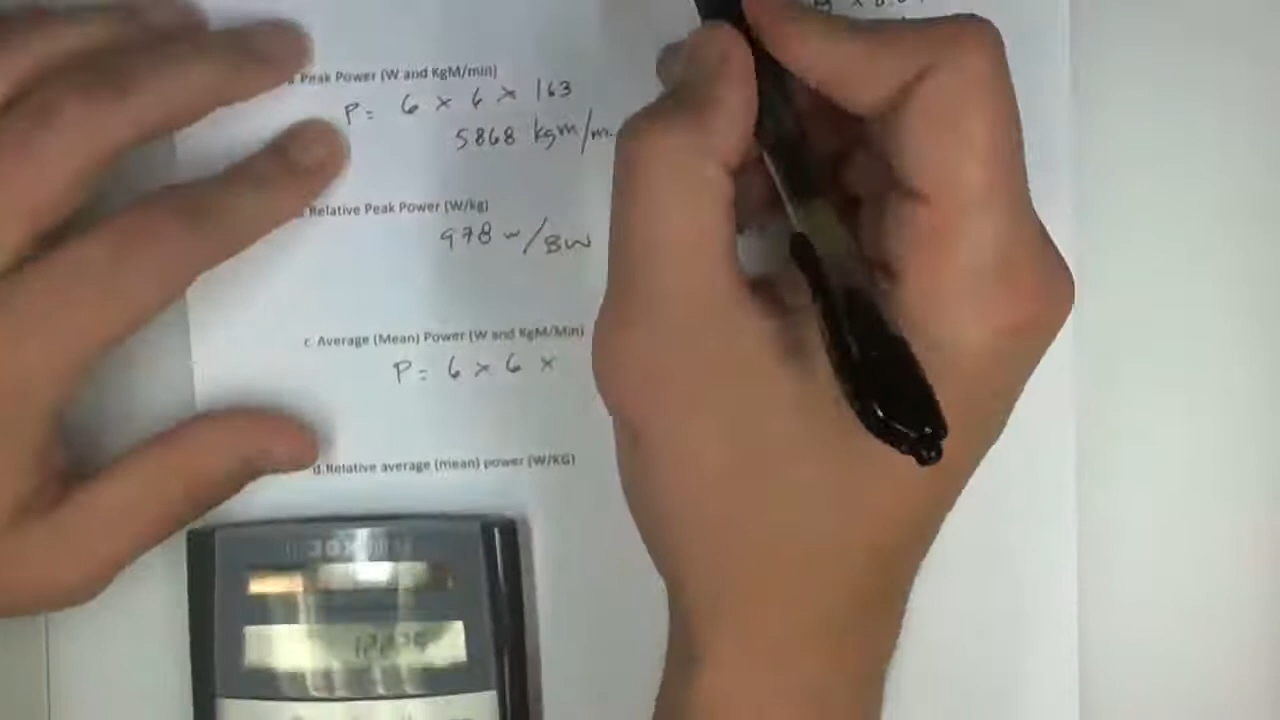 Peak Power (W and KgM/min)
P= 6 x 6 x 163
5868 kgm/m
Relative Peak Power (W/kg)
978 w/BW
c. Average (Mean) Power (W and KgM/Min)
P= 6 x 6 x
d. Relative average (mean) power (W/KG)